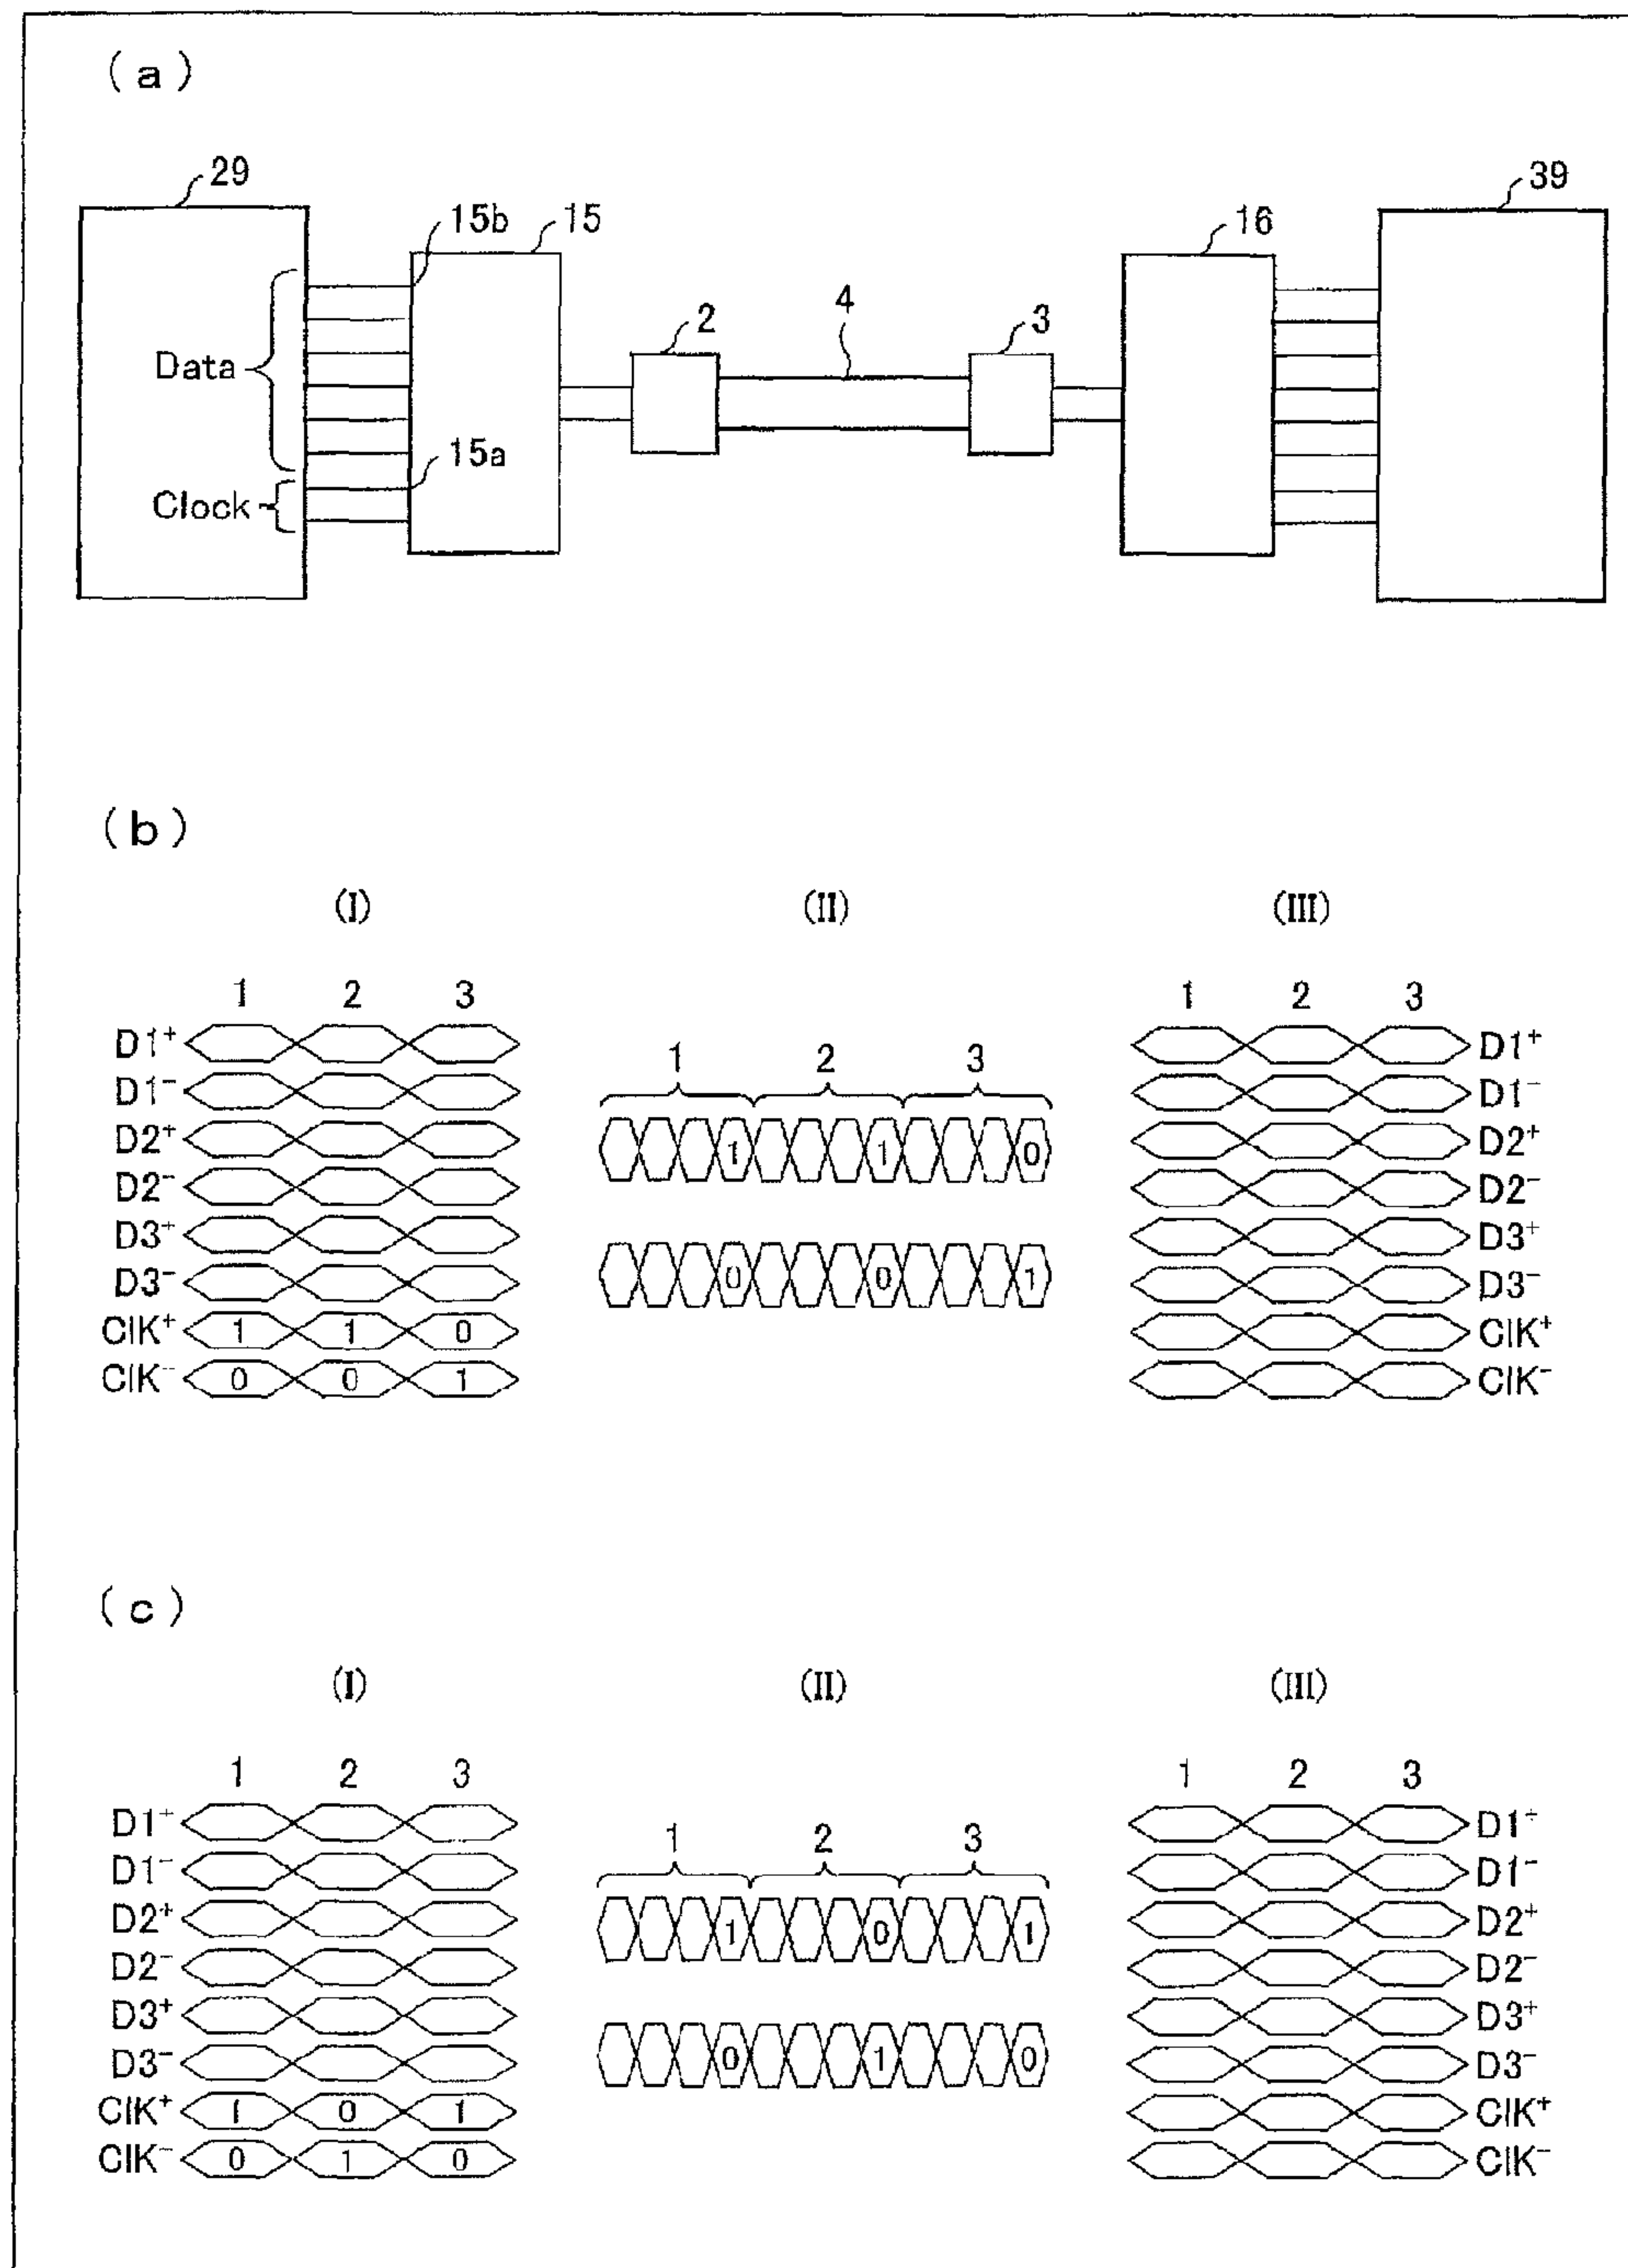 (a)
29
15b
15
16
39
2
4
3
Data
15a
Clock
(b)
(I) (II) (III)
1 2 3
1 2 3
1 2 3
D1+ D1+
D1- D1-
D2+ 1 1 0 D2+
D2- D2-
D3+ D3+
D3- 0 0 1 D3-
ClK+ 1 1 0 ClK+
ClK- 0 0 1 ClK-
(c)
(I) (II) (III)
1 2 3
1 2 3
1 2 3
D1+ D1+
D1- D1-
D2+ 1 0 1 D2+
D2- D2-
D3+ D3+
D3- 0 1 0 D3-
ClK+ 1 0 1 ClK+
ClK- 0 1 0 ClK-